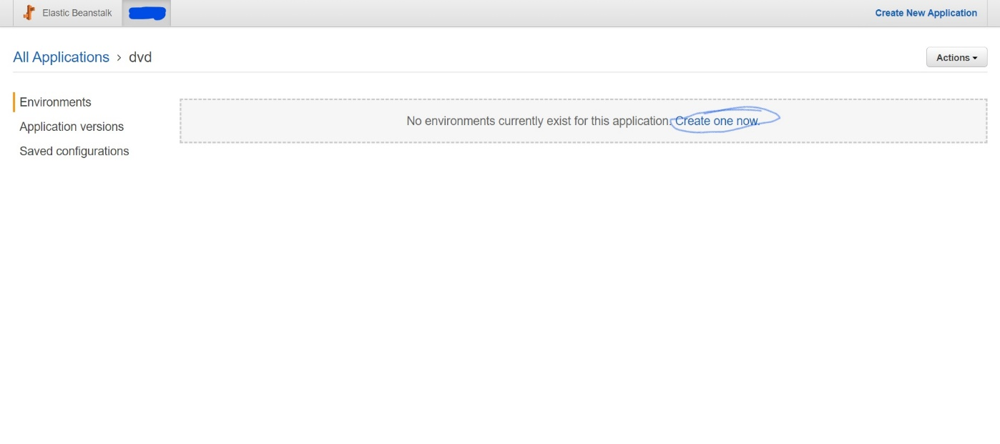 Elastic Beanstalk
Create New Application
All Applications > dvd
Actions
Environments
Application versions
Saved configurations
No environments currently exist for this application. Create one now.